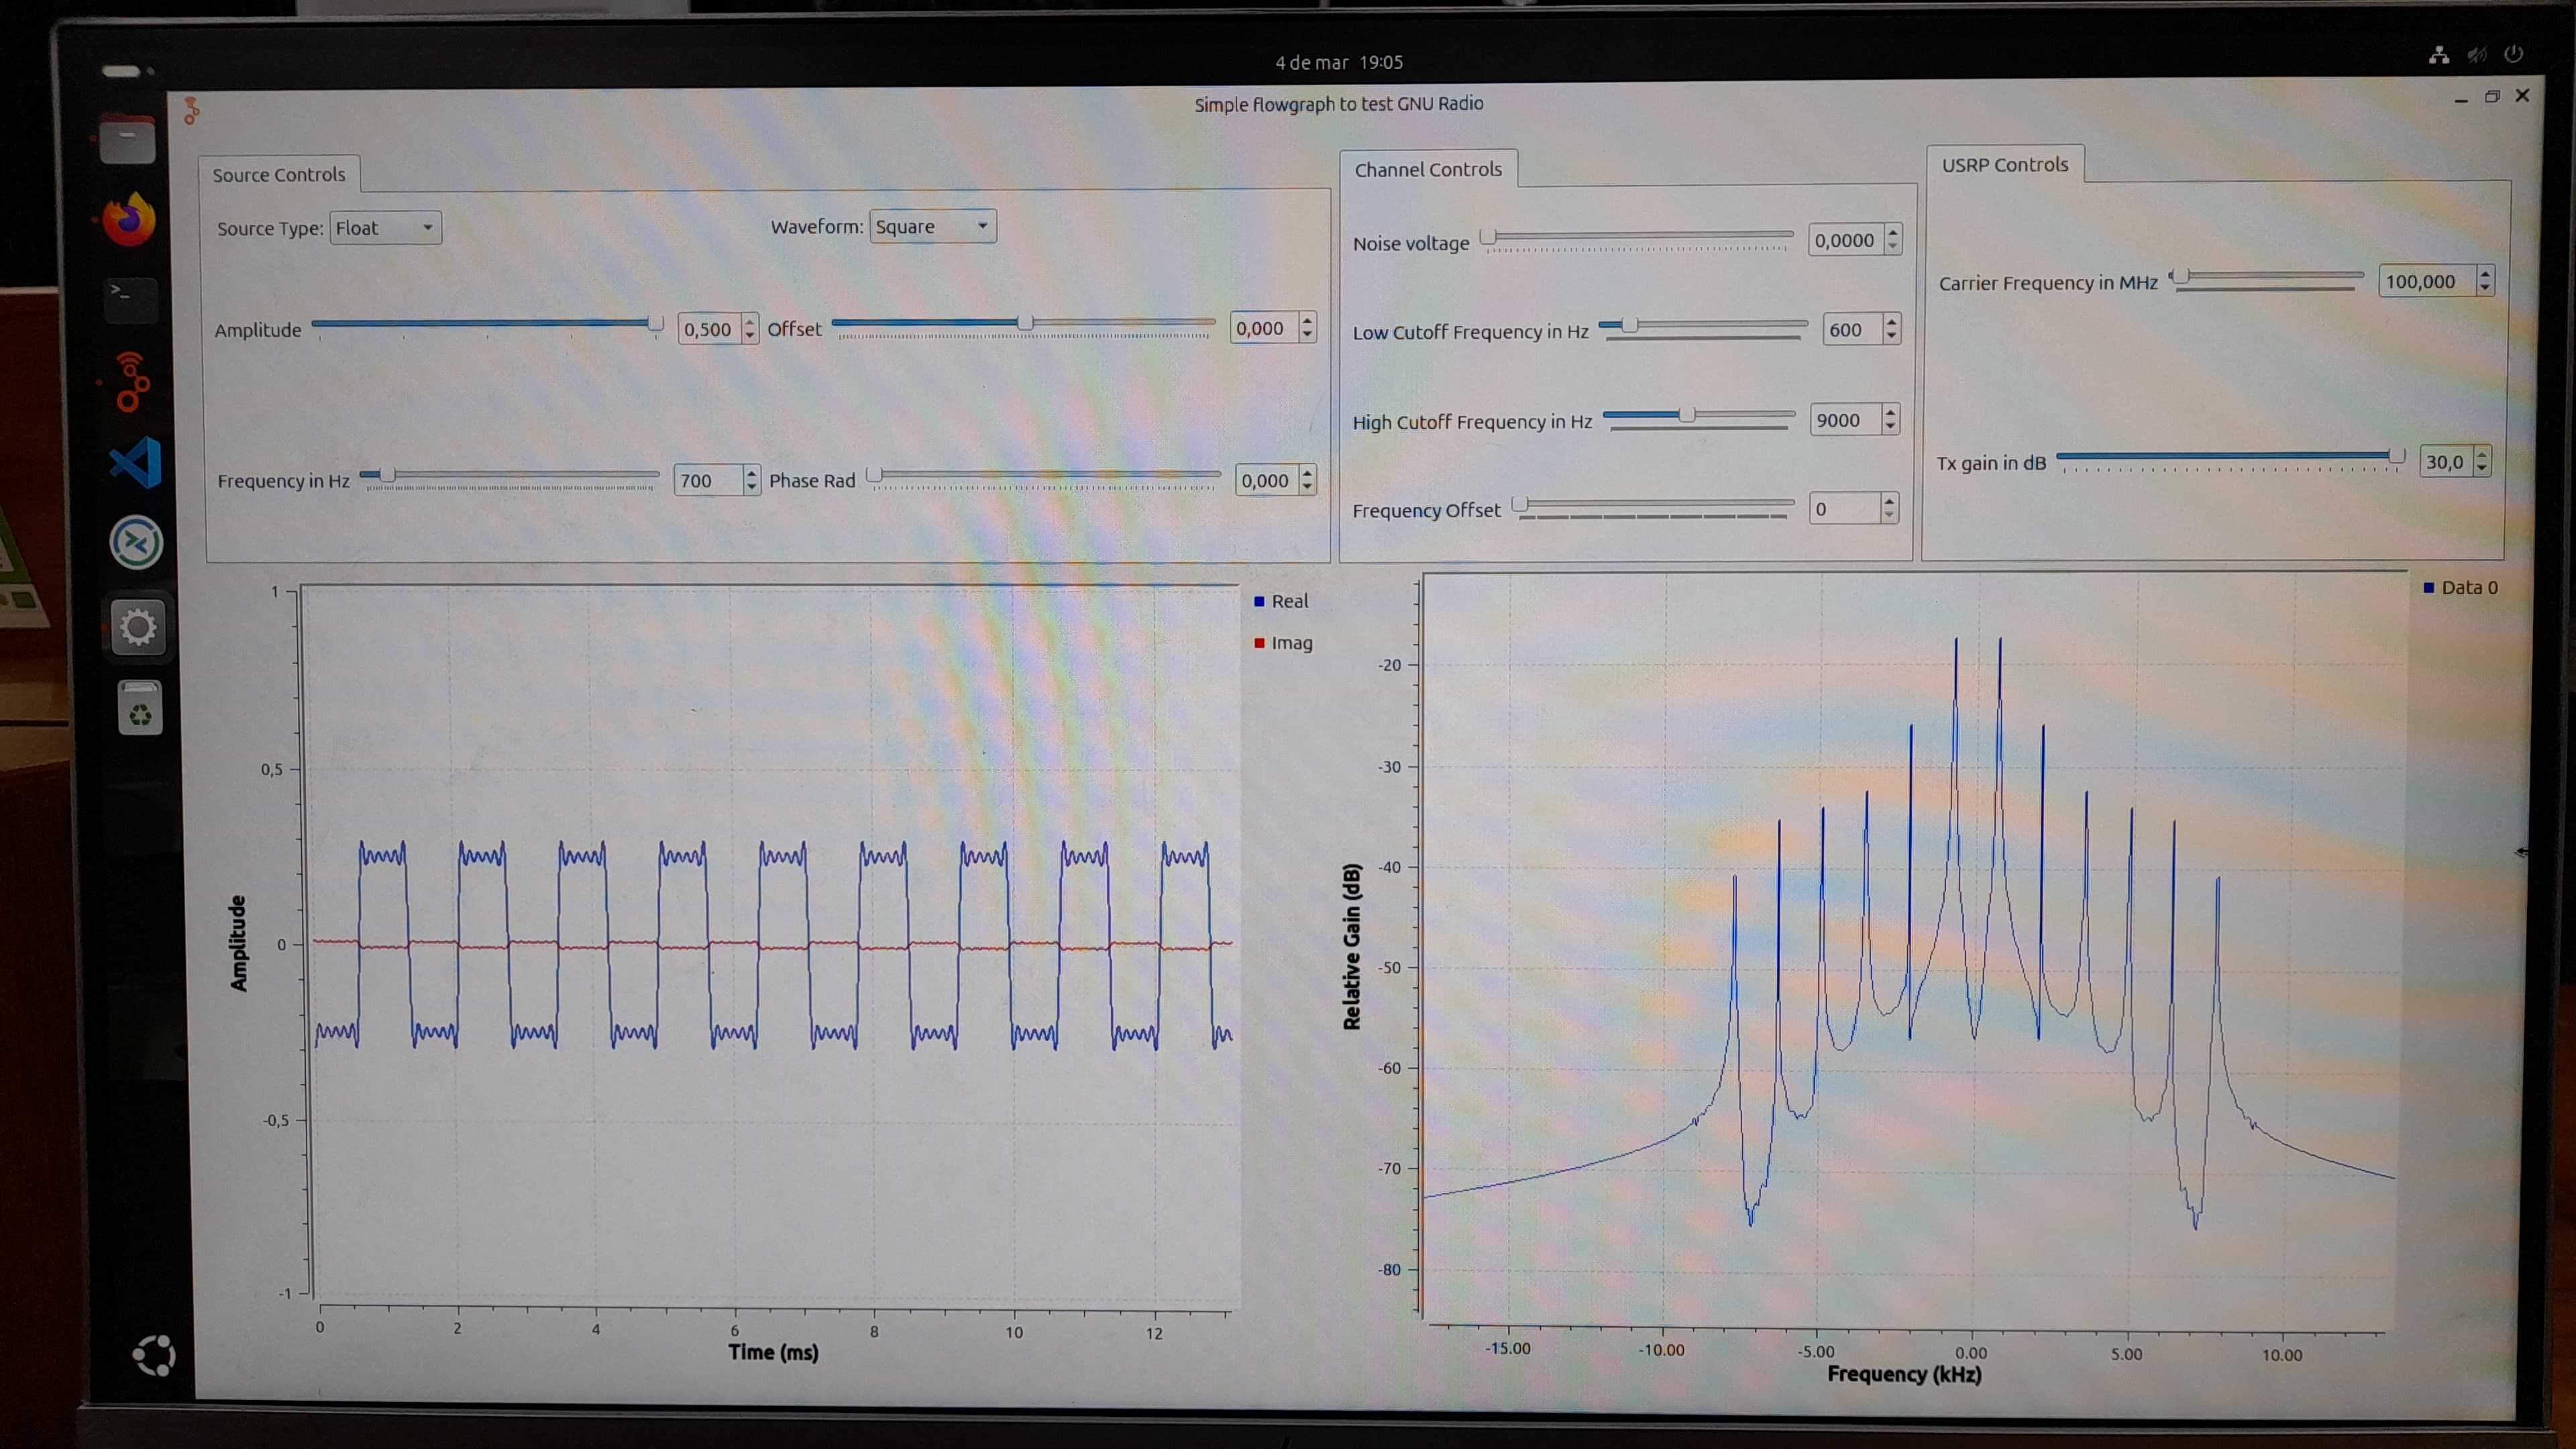 4 de mar 19:05
Simple flowgraph to test GNU Radio
Source Controls
Source Type: Float
Waveform: Square
Amplitude 0,500 Offset 0,000
Frequency in Hz 700 Phase Rad 0,000
Channel Controls
Noise voltage 0,0000
Low Cutoff Frequency in Hz 600
High Cutoff Frequency in Hz 9000
Frequency Offset 0
USRP Controls
Carrier Frequency in MHz 100,000
Tx gain in dB 30,0
1
0,5
0
-0,5
-1
Amplitude
0 2 4 6 8 10 12
Time (ms)
Real
Imag
-20
-30
-40
-50
-60
-70
-80
Relative Gain (dB)
-15.00 -10.00 -5.00 0.00 5.00 10.00
Frequency (kHz)
Data 0
>_